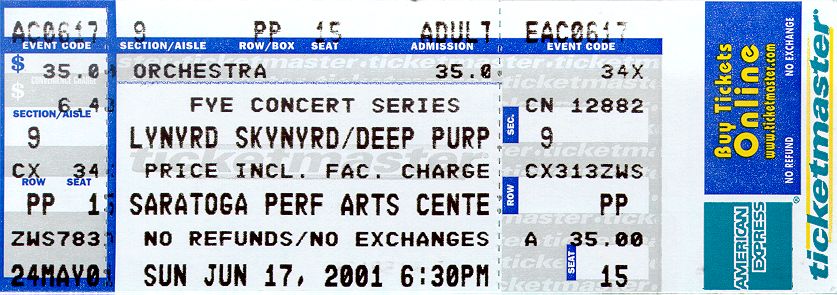 AC0617 9 PP 15 ADULT EAC0617
EVENT CODE SECTION/AISLE ROW/BOX SEAT ADMISSION EVENT CODE
$ 35.0 ORCHESTRA 35.0 34X
$ 6.4 FYE CONCERT SERIES CN 12882
SECTION/AISLE
9 LYNYRD SKYNYRD/DEEP PURP SEC. 9
CX 34 PRICE INCL. FAC. CHARGE CX313ZWS
ROW SEAT
PP 15 SARATOGA PERF ARTS CENTE ROW PP
ZWS783 NO REFUNDS/NO EXCHANGES A 35.00
24MAY01 SUN JUN 17, 2001 6:30PM SEAT 15
Buy Tickets
Online
www.ticketmaster.com
NO REFUND NO EXCHANGE
AMERICAN
EXPRESS
ticketmaster